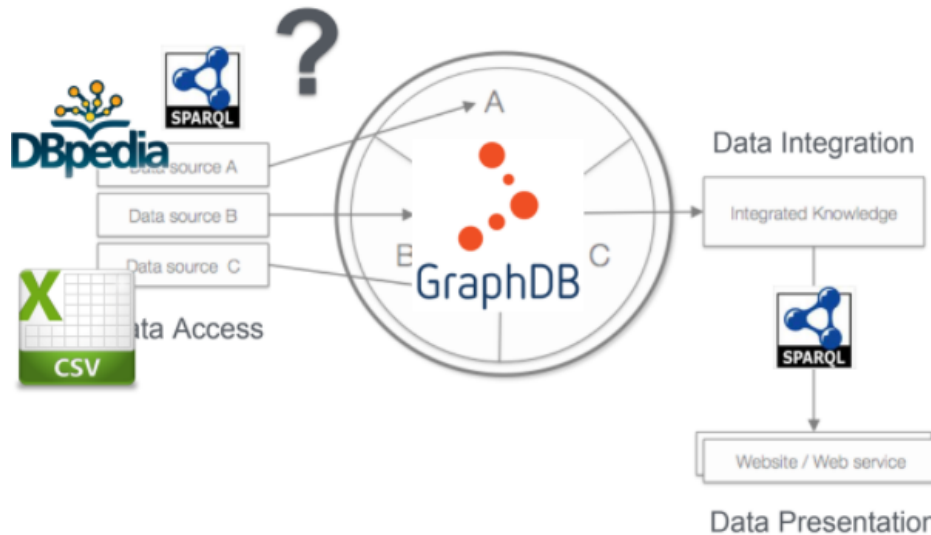 ?
SPARQL
DBpedia
Data source A
Data source B
Data source C
ata Access
X
CSV
A
B
C
GraphDB
Data Integration
Integrated Knowledge
SPARQL
Website / Web service
Data Presentation